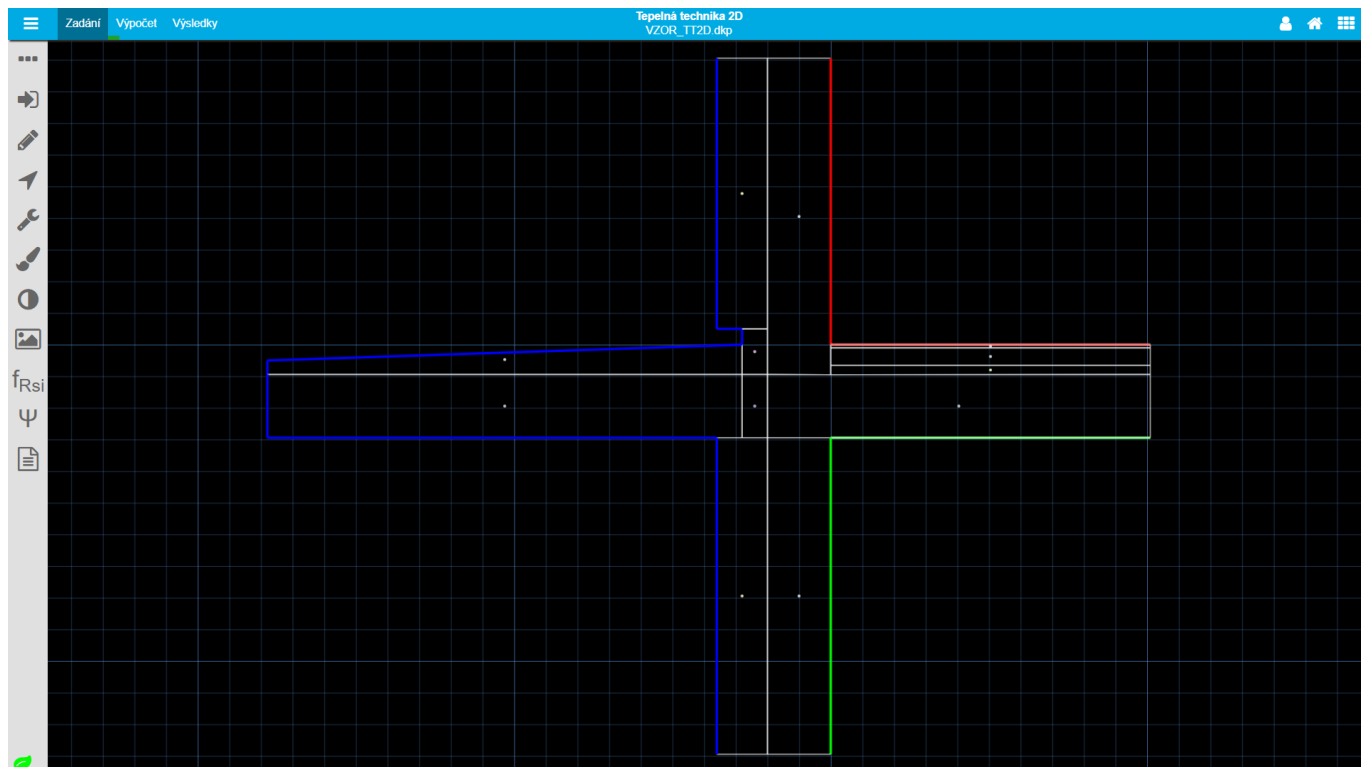 Zadání Výpočet Výsledky
Tepelná technika 2D
VZOR_TT2D.dkp
fRsi
Ψ